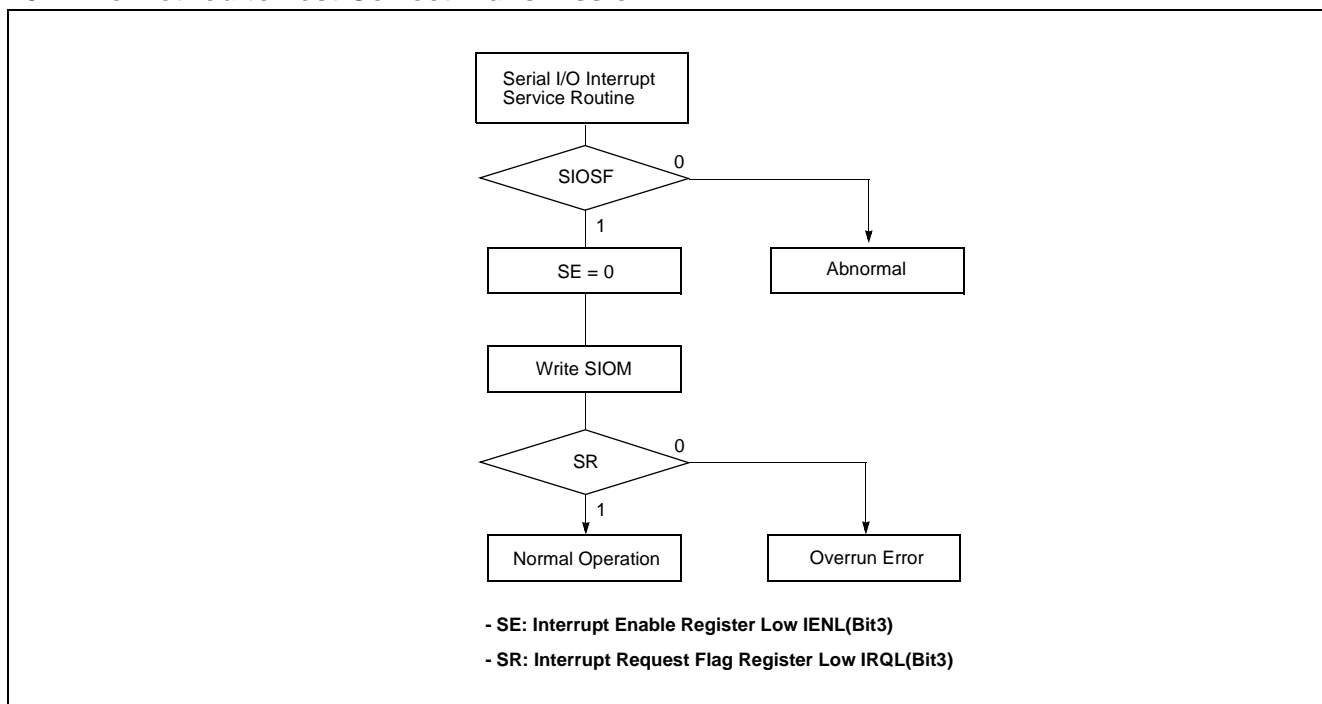 Serial I/O Interrupt
Service Routine
SIOSF
0
1
SE = 0
Abnormal
Write SIOM
SR
0
1
Normal Operation
Overrun Error
- SE: Interrupt Enable Register Low IENL(Bit3)
- SR: Interrupt Request Flag Register Low IRQL(Bit3)